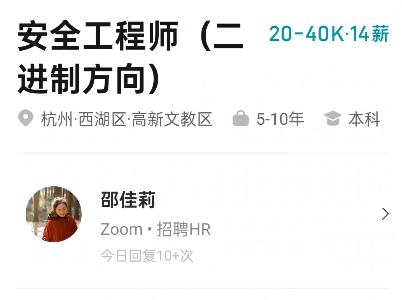 安全工程师（二
进制方向）
20-40K·14薪
杭州·西湖区·高新文教区 5-10年 本科
邵佳莉
Zoom • 招聘HR
今日回复10+次